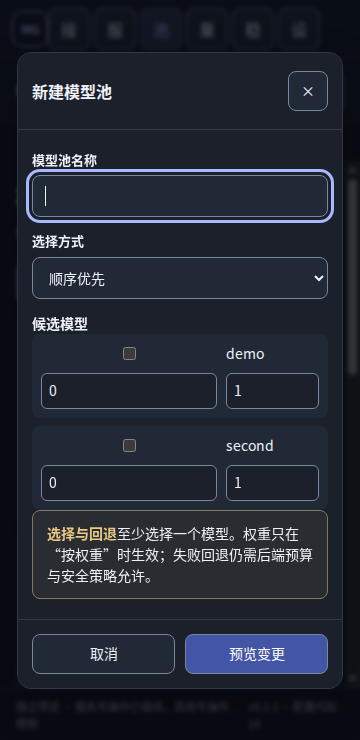 新建模型池
×
模型池名称
选择方式
顺序优先
候选模型
demo
0
1
second
0
1
选择与回退至少选择一个模型。权重只在
“按权重”时生效；失败回退仍需后端预算
与安全策略允许。
取消
预览变更